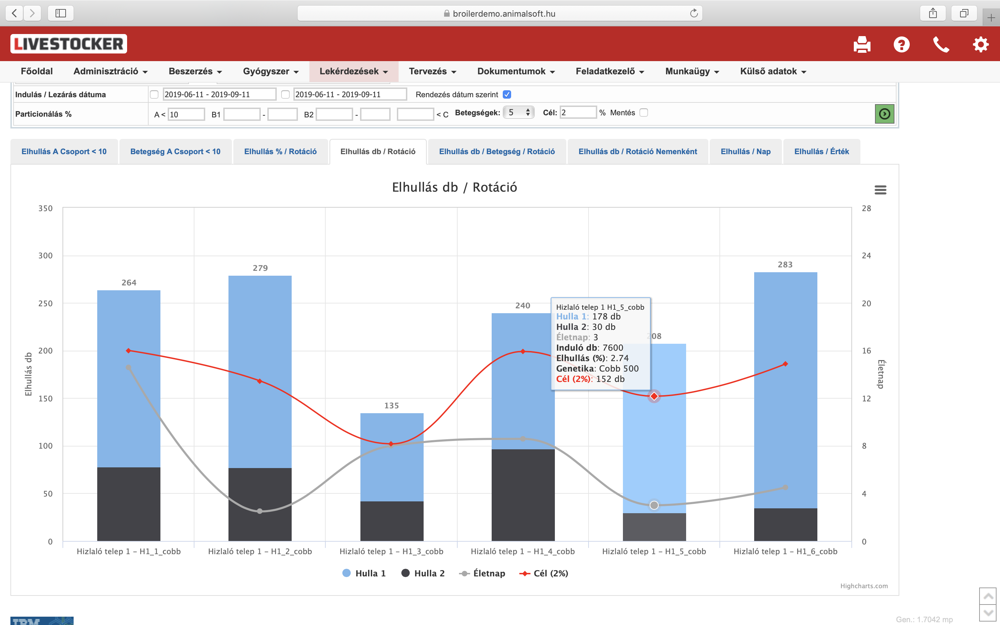 broilerdemo.animalsoft.hu
LIVESTOCKER
Főoldal Adminisztráció Beszerzés Gyógyszer Lekérdezések Tervezés Dokumentumok Feladatkezelő Munkaügy Külső adatok
Indulás / Lezárás dátuma 2019-06-11 - 2019-09-11 2019-06-11 - 2019-09-11 Rendezés dátum szerint
Particionálás % A < 10 B1 - B2 - < C Betegségek: 5 Cél: 2 % Mentés
Elhullás A Csoport < 10 Betegség A Csoport < 10 Elhullás % / Rotáció Elhullás db / Rotáció Elhullás db / Betegség / Rotáció Elhullás db / Rotáció Nemenként Elhullás / Nap Elhullás / Érték
Elhullás db / Rotáció
350 28
300 24
283
279
264
250 20
240
Hizlaló telep 1 H1_5_cobb
Hulla 1: 178 db
Hulla 2: 30 db
Életnap: 3
208
Induló db: 7600
Elhullás (%): 2.74
Genetika: Cobb 500
Cél (2%): 152 db
200 16
Elhullás db
Életnap
150 12
135
100 8
50 4
0 0
Hizlaló telep 1 – H1_1_cobb Hizlaló telep 1 – H1_2_cobb Hizlaló telep 1 – H1_3_cobb Hizlaló telep 1 – H1_4_cobb Hizlaló telep 1 – H1_5_cobb Hizlaló telep 1 – H1_6_cobb
Hulla 1 Hulla 2 Életnap Cél (2%)
Highcharts.com
Gen.: 1.7042 mp